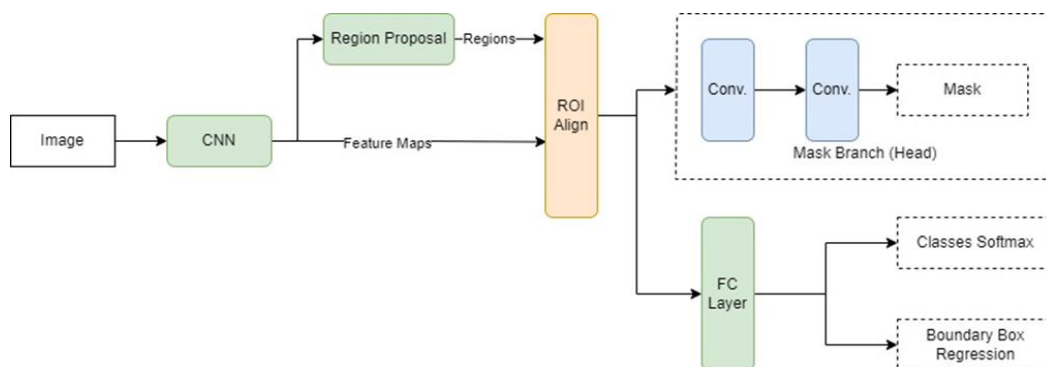 Region Proposal
Regions
Image
CNN
Feature Maps
ROI
Align
Conv.
Conv.
Mask
Mask Branch (Head)
FC
Layer
Classes Softmax
Boundary Box
Regression